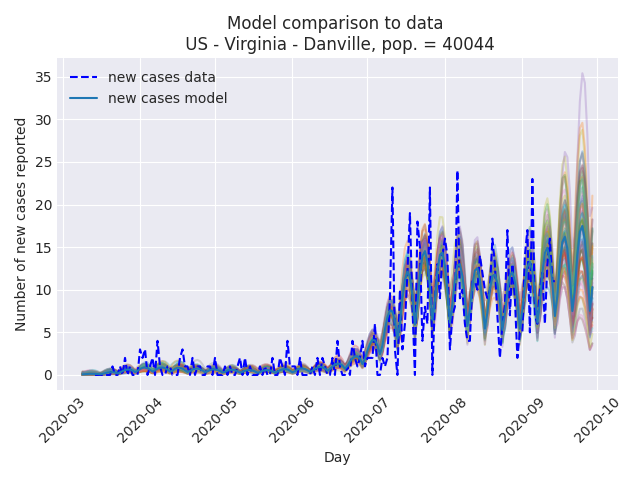 Model comparison to data
US - Virginia - Danville, pop. = 40044
new cases data
new cases model
Number of new cases reported
35
30
25
20
15
10
5
0
2020-03
2020-04
2020-05
2020-06
2020-07
2020-08
2020-09
2020-10
Day